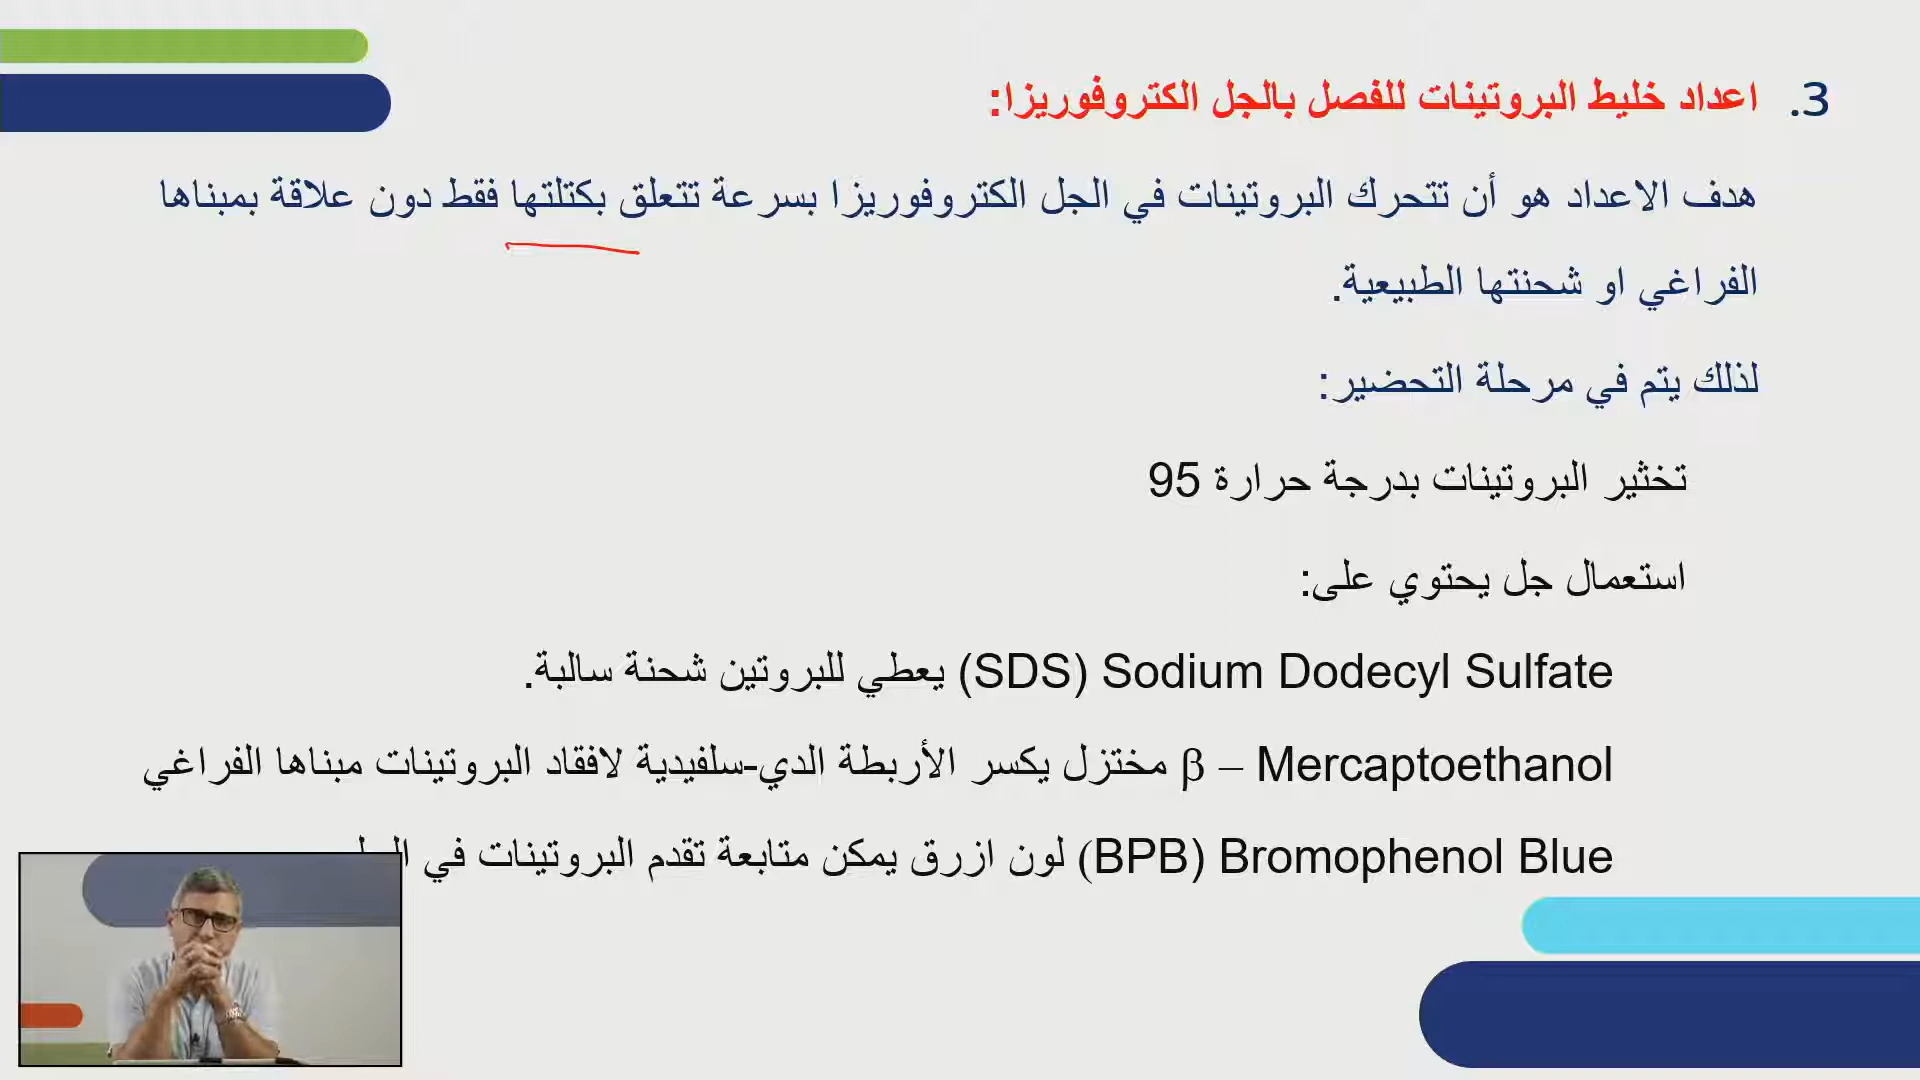 3. اعداد خليط البروتينات للفصل بالجل الكتروفوريزا:
هدف الاعداد هو أن تتحرك البروتينات في الجل الكتروفوريزا بسرعة تتعلق بكتلتها فقط دون علاقة بمبناها
الفراغي او شحنتها الطبيعية.
لذلك يتم في مرحلة التحضير:
تخثير البروتينات بدرجة حرارة 95
استعمال جل يحتوي على:
Sodium Dodecyl Sulfate (SDS) يعطي للبروتين شحنة سالبة.
β – Mercaptoethanol مختزل يكسر الأربطة الدي-سلفيدية لافقاد البروتينات مبناها الفراغي
Bromophenol Blue (BPB) لون ازرق يمكن متابعة تقدم البروتينات في